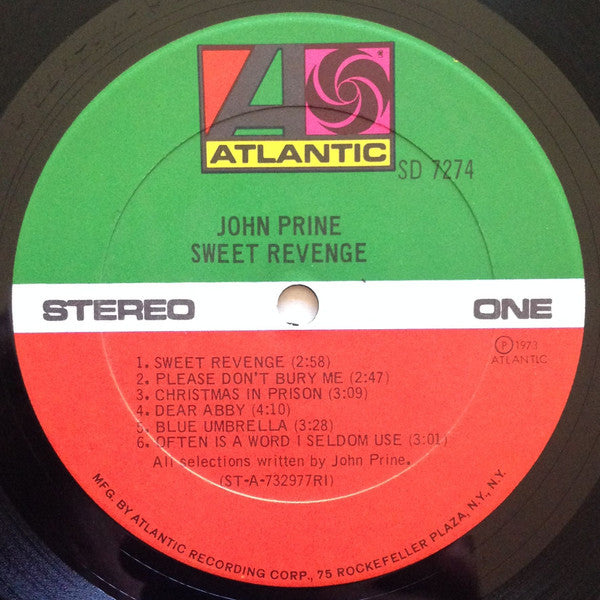 ATLANTIC
SD 7274
JOHN PRINE
SWEET REVENGE
STEREO ONE
℗ 1973
ATLANTIC
1. SWEET REVENGE (2:58)
2. PLEASE DON'T BURY ME (2:47)
3. CHRISTMAS IN PRISON (3:09)
4. DEAR ABBY (4:10)
5. BLUE UMBRELLA (3:28)
6. OFTEN IS A WORD I SELDOM USE (3:01)
All selections written by John Prine.
(ST-A-732977RI)
MFG. BY ATLANTIC RECORDING CORP., 75 ROCKEFELLER PLAZA, N.Y., N.Y.